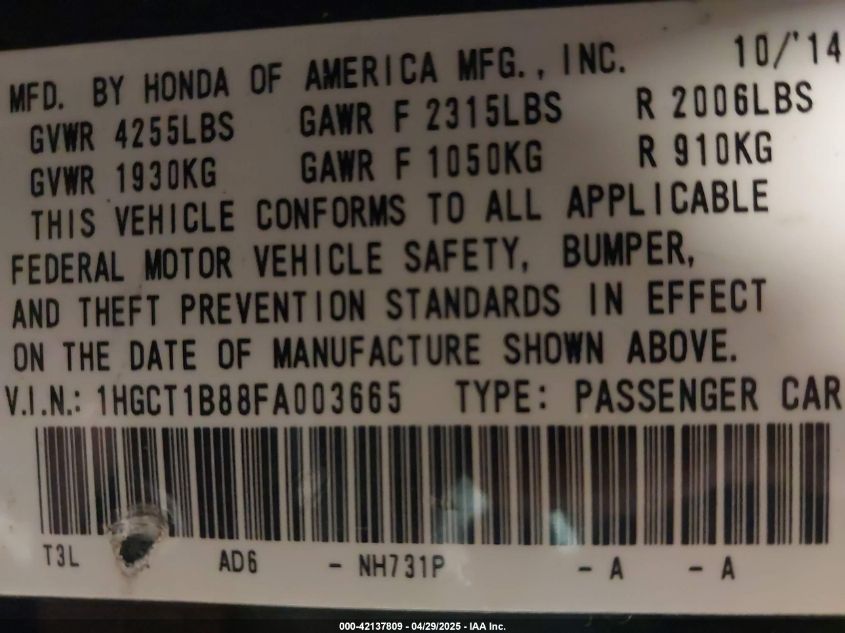 MFD. BY HONDA OF AMERICA MFG., INC. 10/'14
GVWR 4255LBS GAWR F 2315LBS R 2006LBS
GVWR 1930KG GAWR F 1050KG R 910KG
THIS VEHICLE CONFORMS TO ALL APPLICABLE
FEDERAL MOTOR VEHICLE SAFETY, BUMPER,
AND THEFT PREVENTION STANDARDS IN EFFECT
ON THE DATE OF MANUFACTURE SHOWN ABOVE.
V.I.N.: 1HGCT1B88FA003665 TYPE: PASSENGER CAR
T3L AD6 - NH731P - A - A
000-42137809 - 04/29/2025 - IAA Inc.